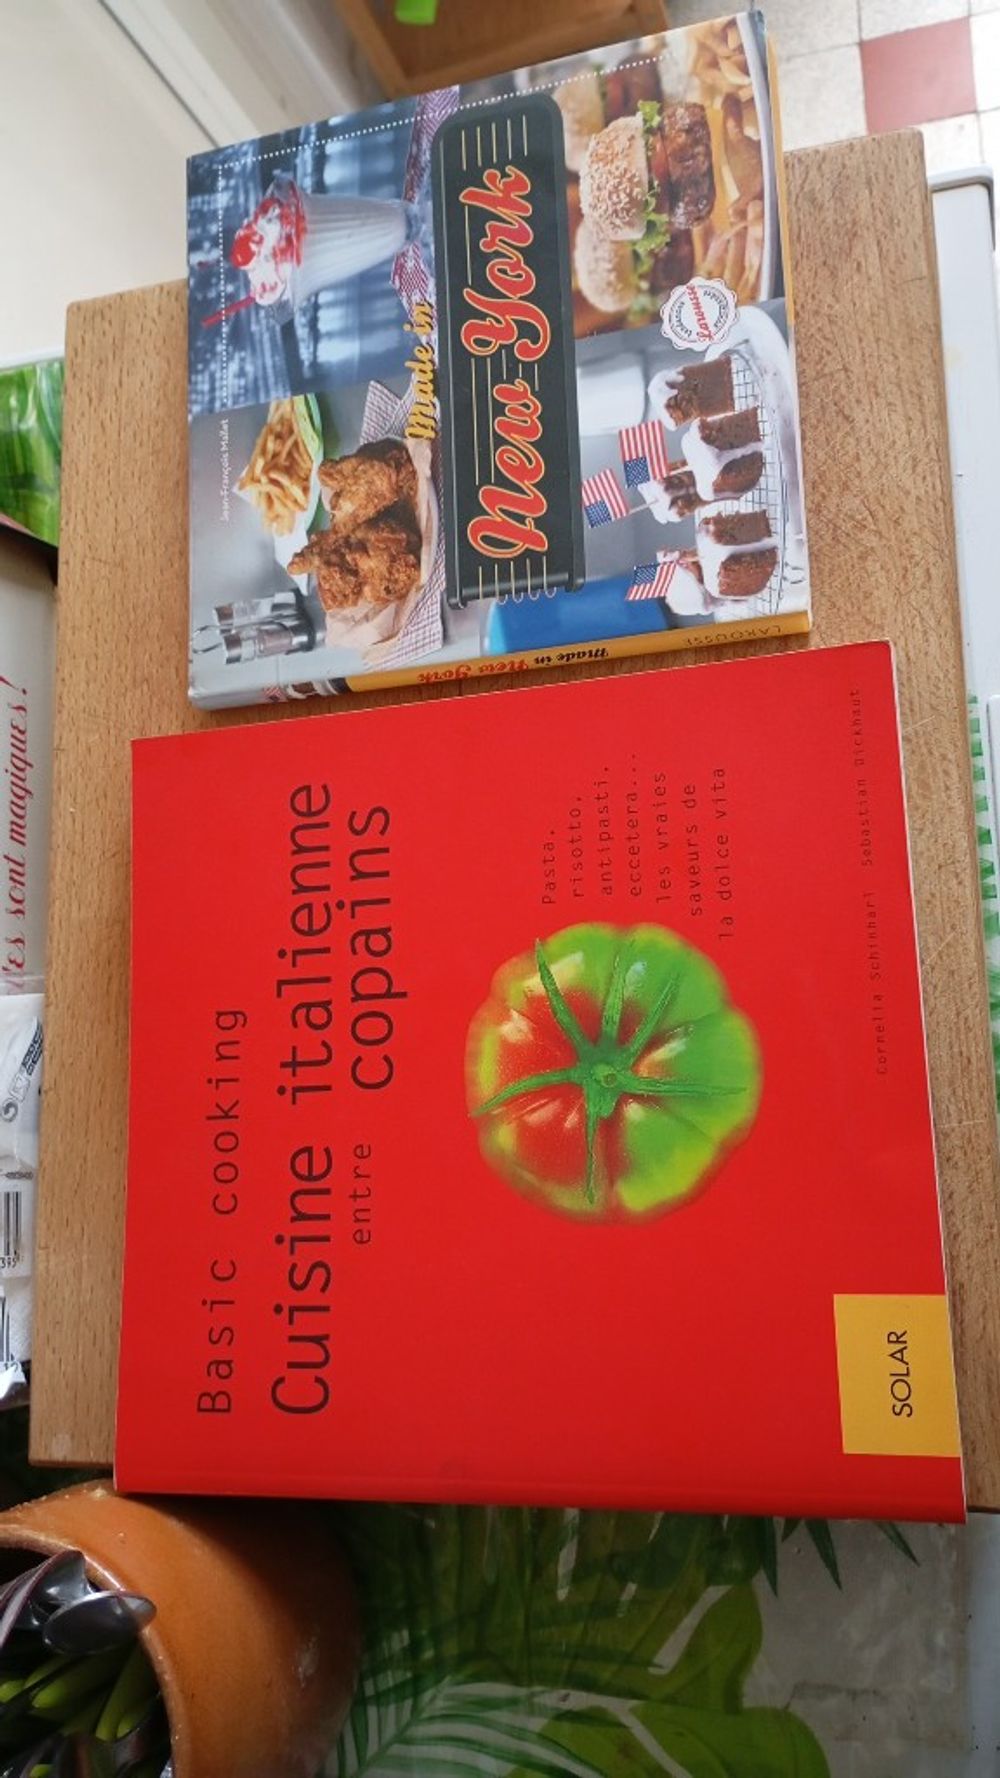 Jean-François Mallet
Made in
New York
Larousse
Made in New York
LAROUSSE
Basic cooking
Cuisine italienne
entre copains
Pasta,
risotto,
antipasti,
eccetera...
les vraies
saveurs de
la dolce vita
Cornelia Schinharl Sebastian Dickhaut
SOLAR
es sont magiques!